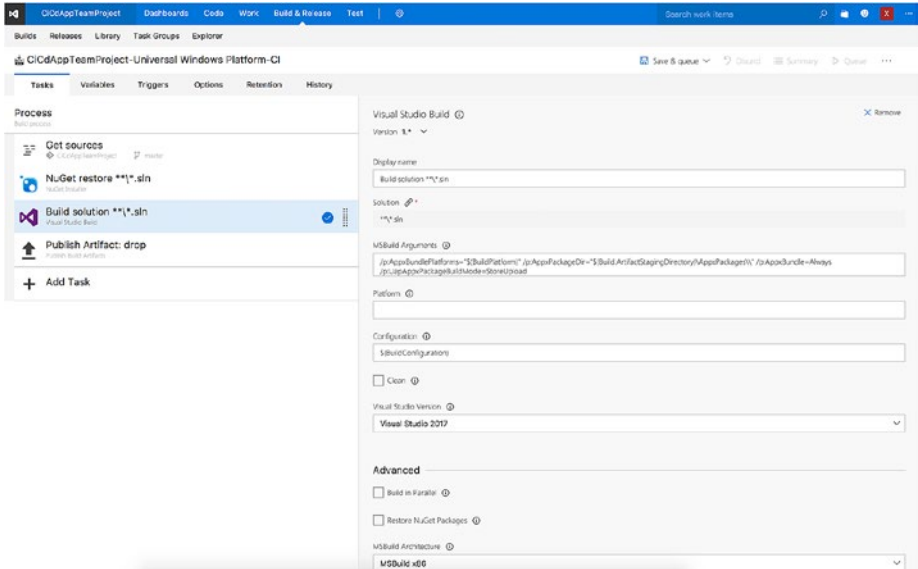 CiCdAppTeamProject Dashboards Code Work Build & Release Test Search work items
Builds Releases Library Task Groups Explorer
CiCdAppTeamProject-Universal Windows Platform-CI Save & queue Discard Summary Queue ...
Tasks Variables Triggers Options Retention History
Process
Build process
Visual Studio Build Remove
Version 1.*
Get sources
CiCdAppTeamProject master
NuGet restore **\*.sln
NuGet Installer
Build solution **\*.sln
Visual Studio Build
Publish Artifact: drop
Publish Build Artifacts
+ Add Task
Display name
Build solution **\*.sln
Solution *
**\*.sln
MSBuild Arguments
/p:AppxBundlePlatforms="$(BuildPlatform)" /p:AppxPackageDir="$(Build.ArtifactStagingDirectory)\AppxPackages\\" /p:AppxBundle=Always
/p:UapAppxPackageBuildMode=StoreUpload
Platform
Configuration
$(BuildConfiguration)
Clean
Visual Studio Version
Visual Studio 2017
Advanced
Build in Parallel
Restore NuGet Packages
MSBuild Architecture
MSBuild x86